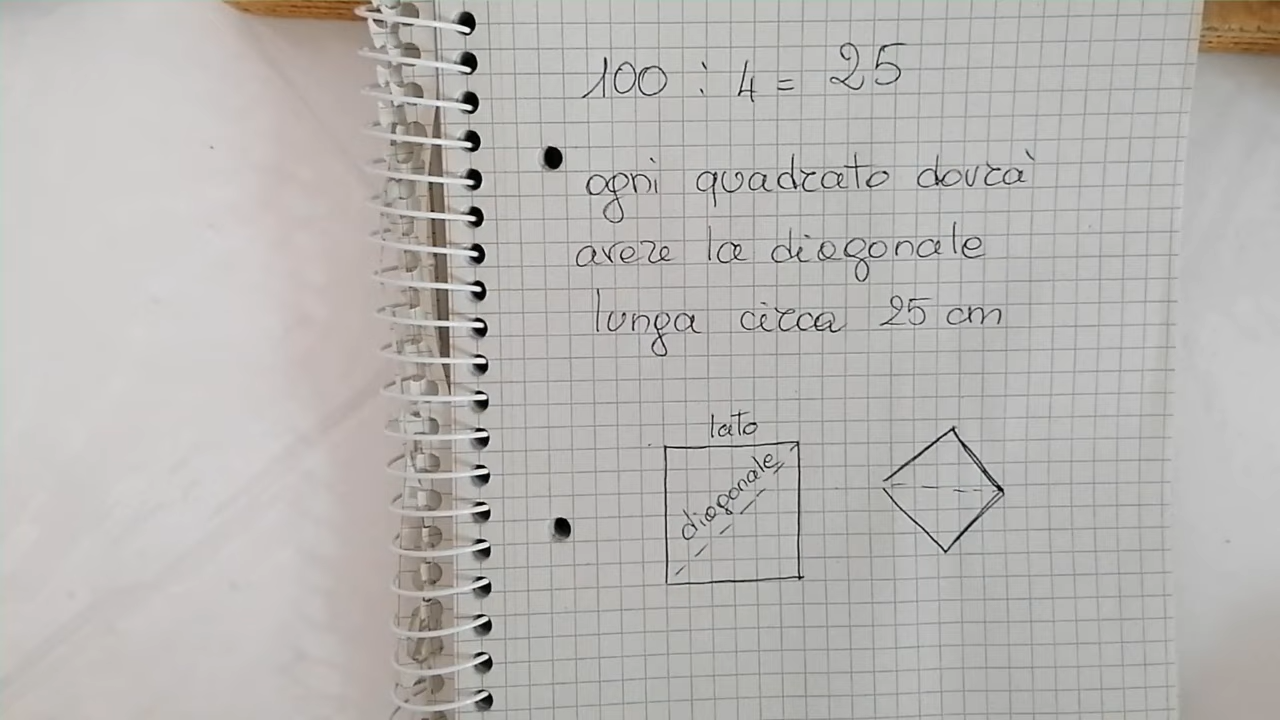 100 : 4 = 25
ogni quadrato dovrà
avere la diagonale
lunga circa 25 cm
lato
diagonale